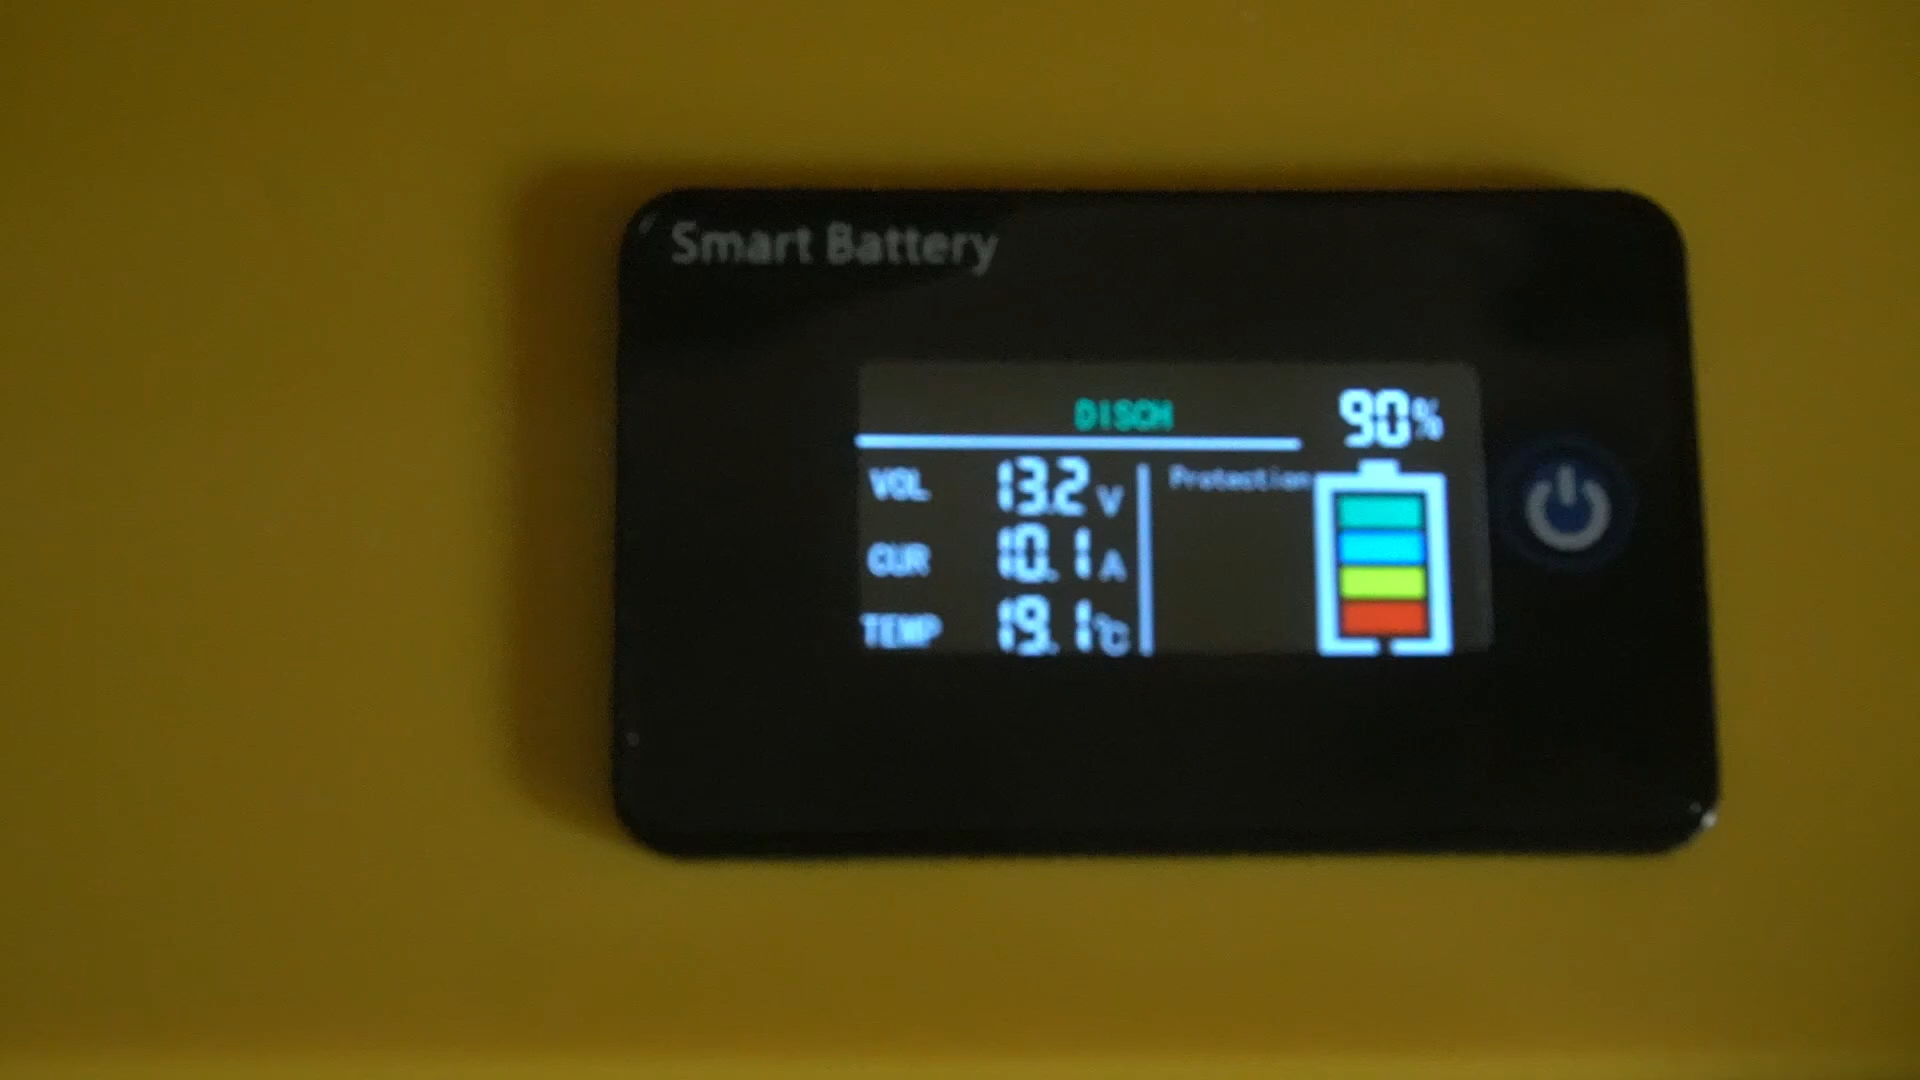 Smart Battery
DISCH 90%
VOL 13.2 V Protection
CUR 10.1 A
TEMP 19.1 ℃